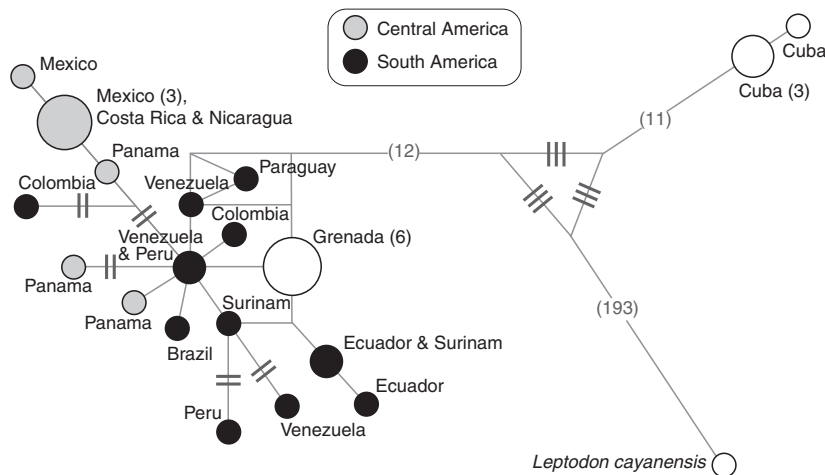 Central America
South America
Mexico
Mexico (3),
Costa Rica & Nicaragua
Panama
Colombia
Venezuela
Paraguay
Colombia
Venezuela
& Peru
Grenada (6)
Panama
Panama
Brazil
Surinam
Ecuador & Surinam
Ecuador
Peru
Venezuela
(12)
(11)
Cuba
Cuba (3)
(193)
Leptodon cayanensis